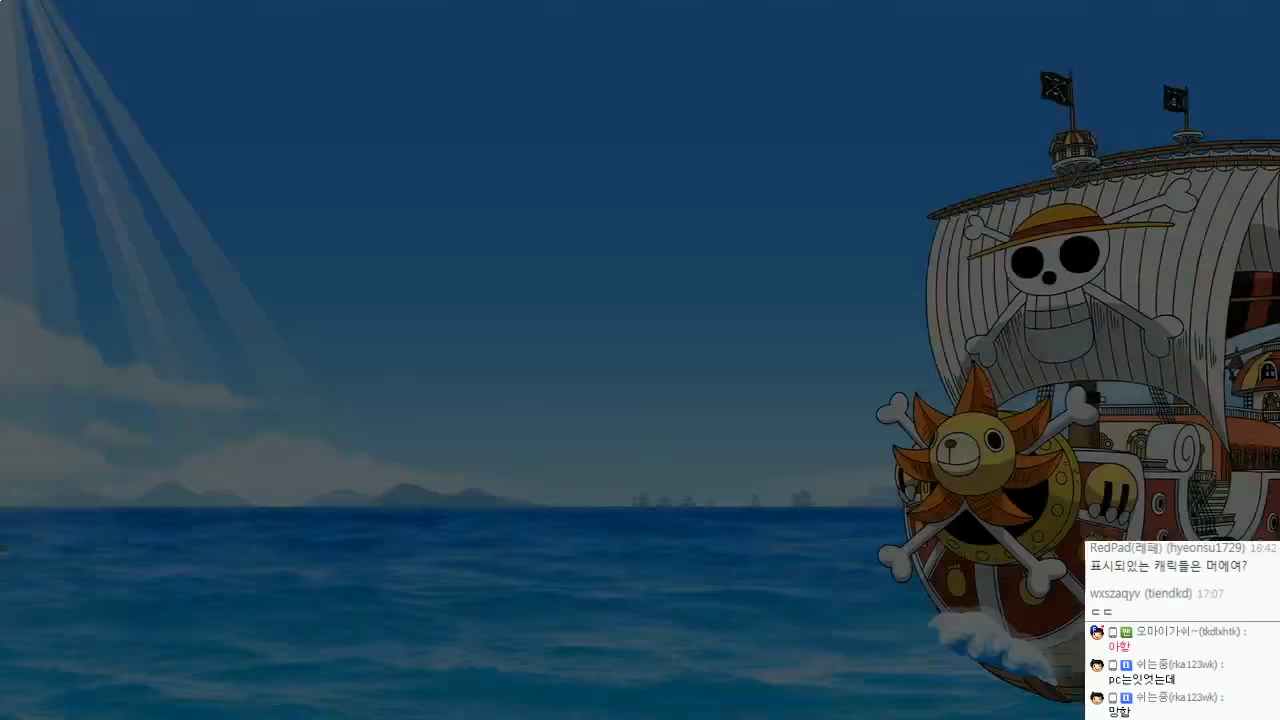 RedPad(레페) (hyeonsu1729) 16:42
표시되있는 캐릭들은 머에여?
wxszaqyv (tiendkd) 17:07
ㄷㄷ
오마이가쉬~(tkdlxhtk) :
아항
쉬는중(rka123wk) :
pc는잇엇는데
쉬는중(rka123wk) :
망함